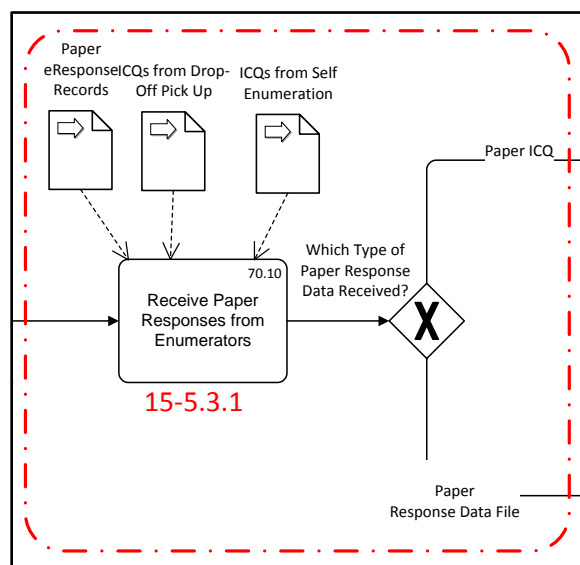 Paper
eResponse
Records
ICQs from Drop-
Off Pick Up
ICQs from Self
Enumeration
Paper ICQ
Which Type of
Paper Response
Data Received?
70.10
Receive Paper
Responses from
Enumerators
X
15-5.3.1
Paper
Response Data File